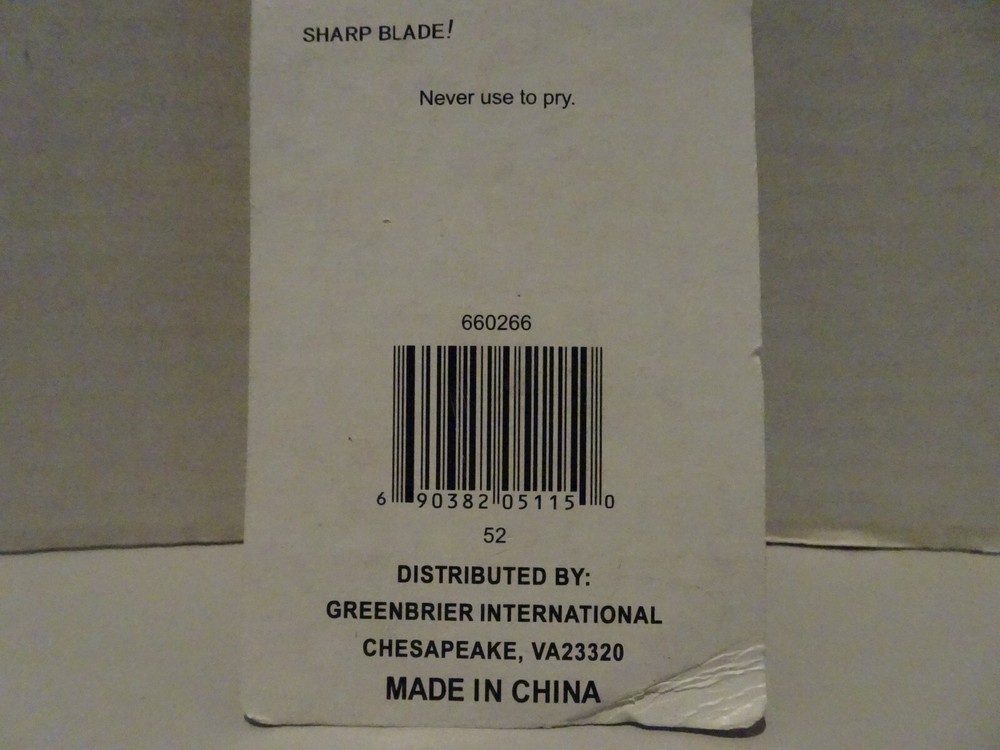 SHARP BLADE!
Never use to pry.
660266
6 90382 05115 0
52
DISTRIBUTED BY:
GREENBRIER INTERNATIONAL
CHESAPEAKE, VA23320
MADE IN CHINA